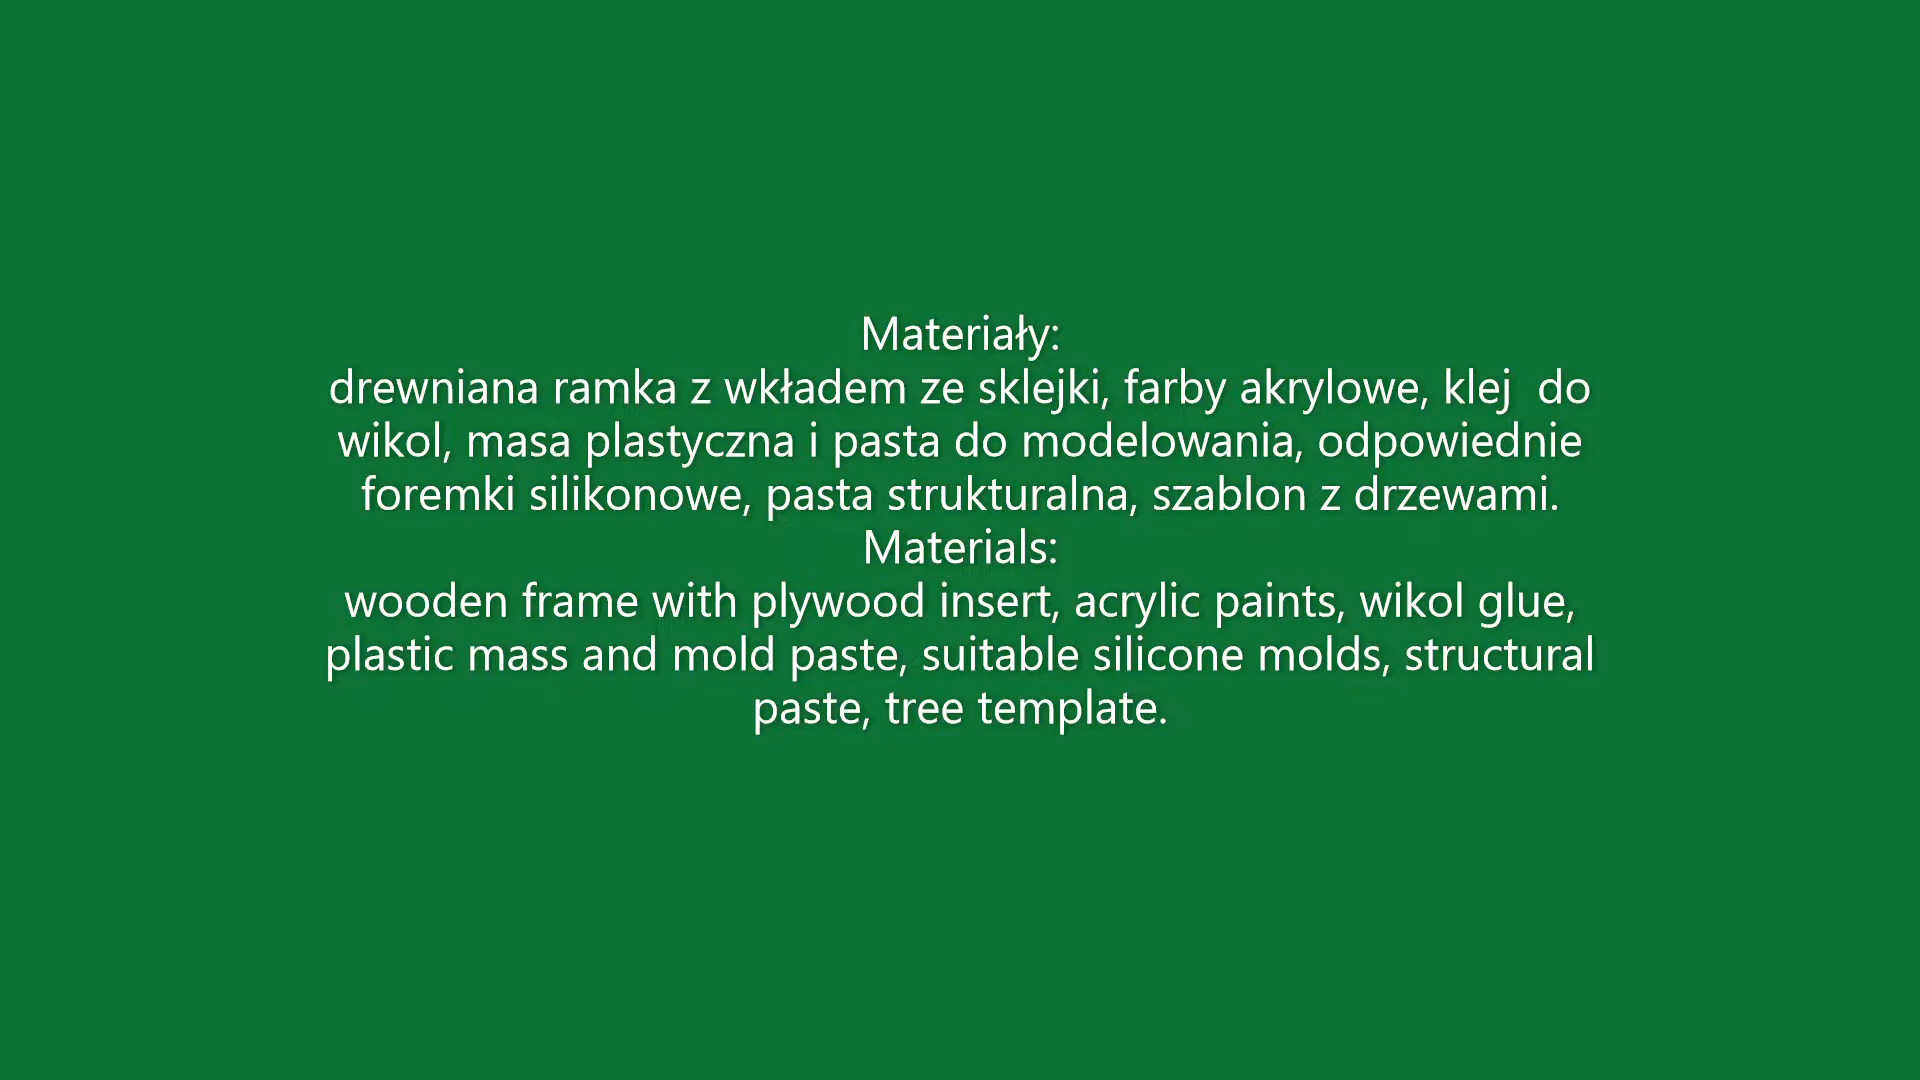 Materiały:
drewniana ramka z wkładem ze sklejki, farby akrylowe, klej  do
wikol, masa plastyczna i pasta do modelowania, odpowiednie
foremki silikonowe, pasta strukturalna, szablon z drzewami.
Materials:
wooden frame with plywood insert, acrylic paints, wikol glue,
plastic mass and mold paste, suitable silicone molds, structural
paste, tree template.